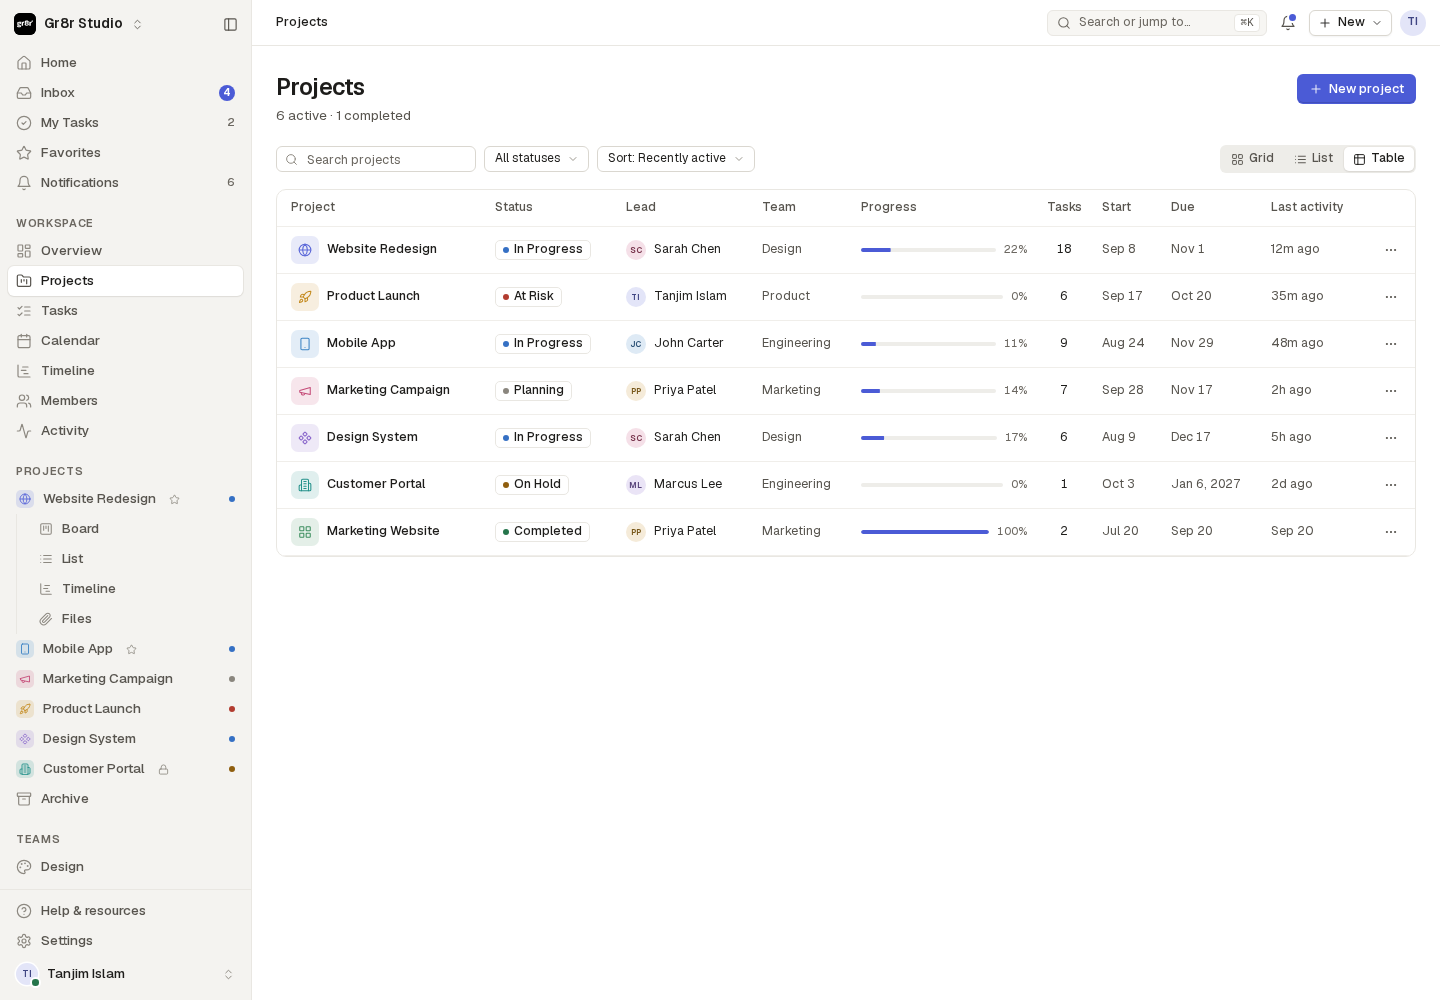 gr8r
Gr8r Studio
Home
Inbox 4
My Tasks 2
Favorites
Notifications 6
WORKSPACE
Overview
Projects
Tasks
Calendar
Timeline
Members
Activity
PROJECTS
Website Redesign
Board
List
Timeline
Files
Mobile App
Marketing Campaign
Product Launch
Design System
Customer Portal
Archive
TEAMS
Design
Help & resources
Settings
TI Tanjim Islam
Projects
Search or jump to... ⌘K
New
TI
Projects
6 active · 1 completed
New project
Search projects
All statuses
Sort: Recently active
Grid List Table
Project Status Lead Team Progress Tasks Start Due Last activity
Website Redesign In Progress SC Sarah Chen Design 22% 18 Sep 8 Nov 1 12m ago
Product Launch At Risk TI Tanjim Islam Product 0% 6 Sep 17 Oct 20 35m ago
Mobile App In Progress JC John Carter Engineering 11% 9 Aug 24 Nov 29 48m ago
Marketing Campaign Planning PP Priya Patel Marketing 14% 7 Sep 28 Nov 17 2h ago
Design System In Progress SC Sarah Chen Design 17% 6 Aug 9 Dec 17 5h ago
Customer Portal On Hold ML Marcus Lee Engineering 0% 1 Oct 3 Jan 6, 2027 2d ago
Marketing Website Completed PP Priya Patel Marketing 100% 2 Jul 20 Sep 20 Sep 20